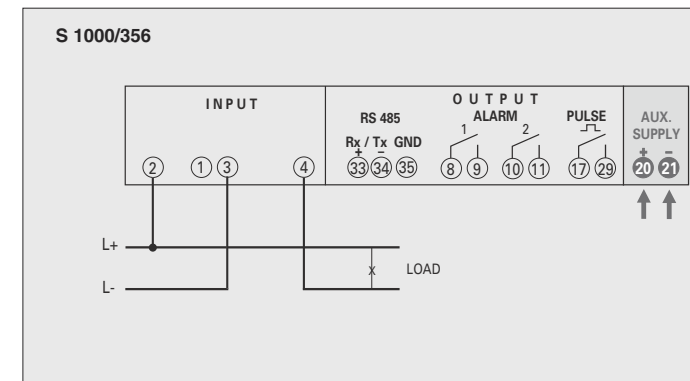 S 1000/356
INPUT
OUTPUT
RS 485
ALARM
PULSE
AUX.
SUPPLY
1
2
Rx / Tx GND
+
−
+
−
2
1
3
4
33
34
35
8
9
10
11
17
29
20
21
L+
L-
x
LOAD